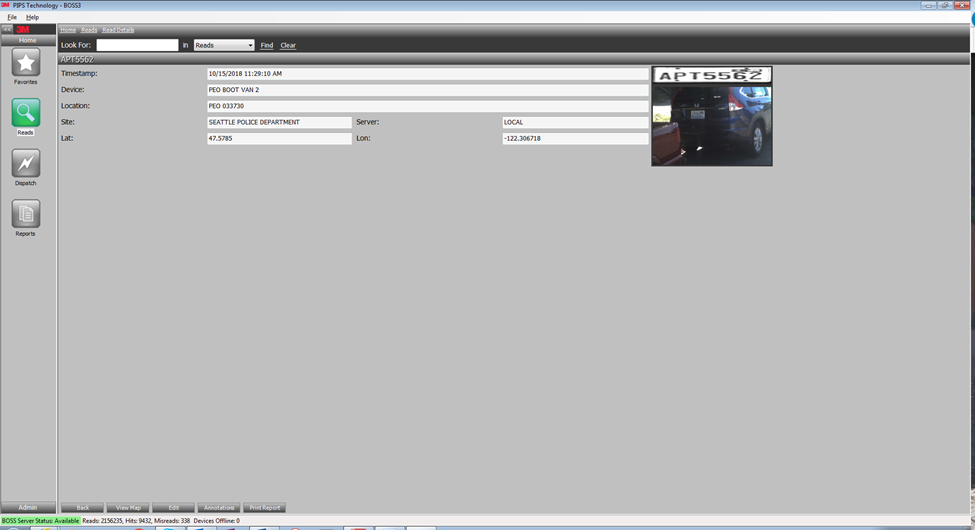 3M PIPS Technology - BOSS3
File Help
<< 3M
Home Reads Read Details
Home
Look For: in Reads Find Clear
APT5562
Favorites
Reads
Dispatch
Reports
Timestamp: 10/15/2018 11:29:10 AM
Device: PEO BOOT VAN 2
Location: PEO 033730
Site: SEATTLE POLICE DEPARTMENT Server: LOCAL
Lat: 47.5785 Lon: -122.306718
APT5562
Admin Back View Map Edit Annotations Print Report
BOSS Server Status: Available Reads: 2156235, Hits: 9432, Misreads: 338 Devices Offline: 0